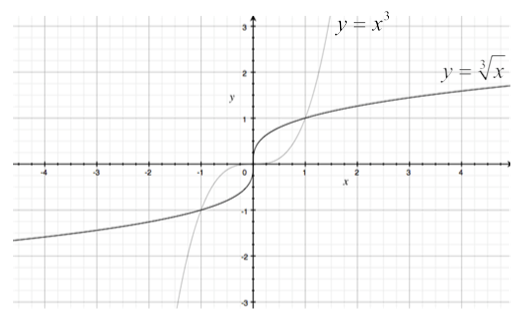 y = x³
y = ∛x
3
2
y
1
-4 -3 -2 -1 0 1 2 3 4
x
-1
-2
-3